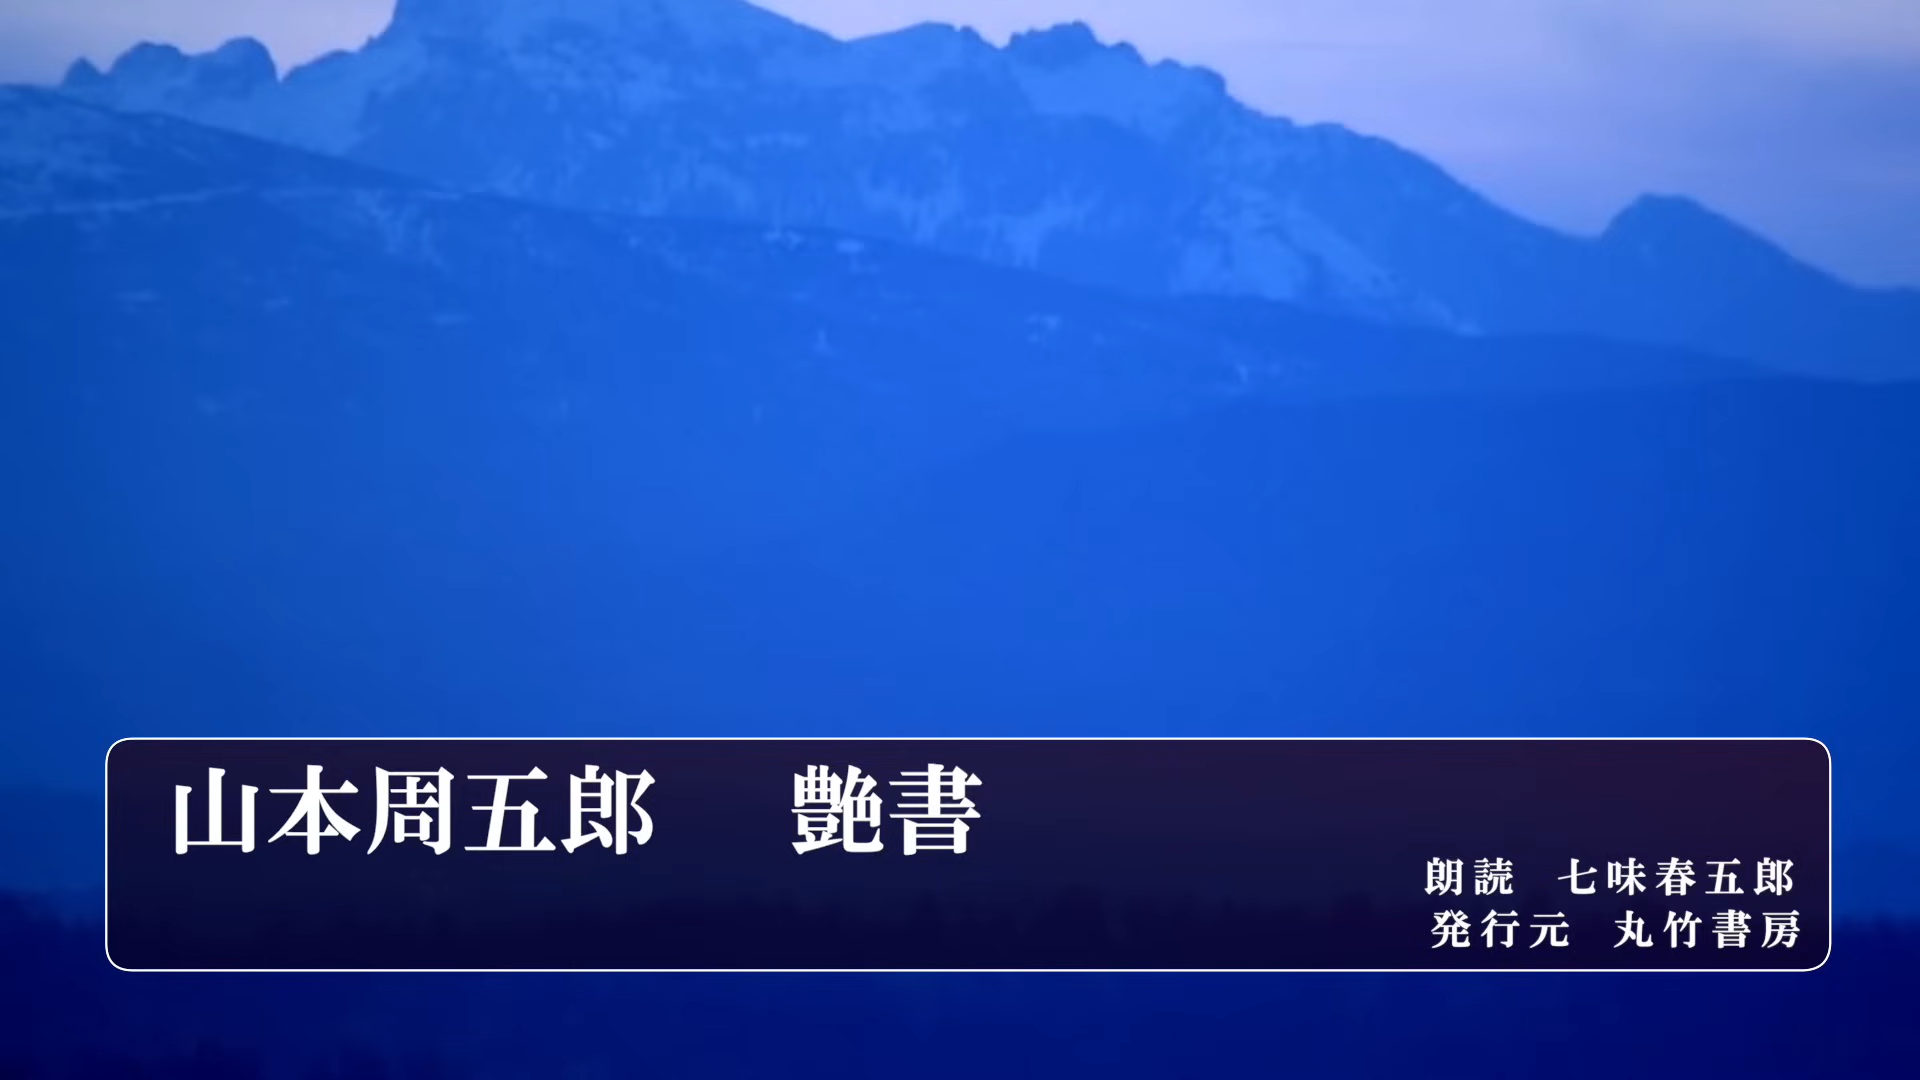 山本周五郎　艶書
朗読　七味春五郎
発行元　丸竹書房